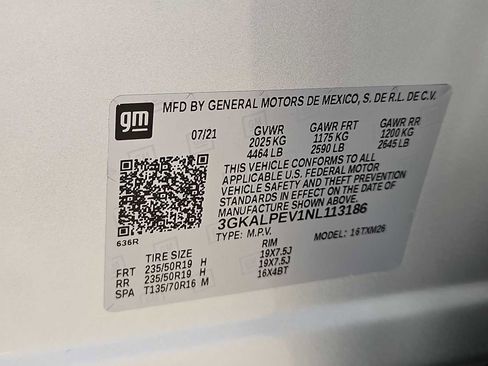 gm
MFD BY GENERAL MOTORS DE MEXICO, S. DE R.L. DE C.V.
07/21 GVWR GAWR FRT GAWR RR
2025 KG 1175 KG 1200 KG
4464 LB 2590 LB 2645 LB
THIS VEHICLE CONFORMS TO ALL
APPLICABLE U.S. FEDERAL MOTOR
VEHICLE SAFETY AND THEFT PREVENTION
STANDARDS IN EFFECT ON THE DATE OF
MANUFACTURE SHOWN ABOVE.
3GKALPEV1NL113186
636R TYPE: M.P.V. MODEL: 16TXM26
TIRE SIZE RIM
FRT 235/50R19 H 19X7.5J
RR 235/50R19 H 19X7.5J
SPA T135/70R16 M 16X4BT